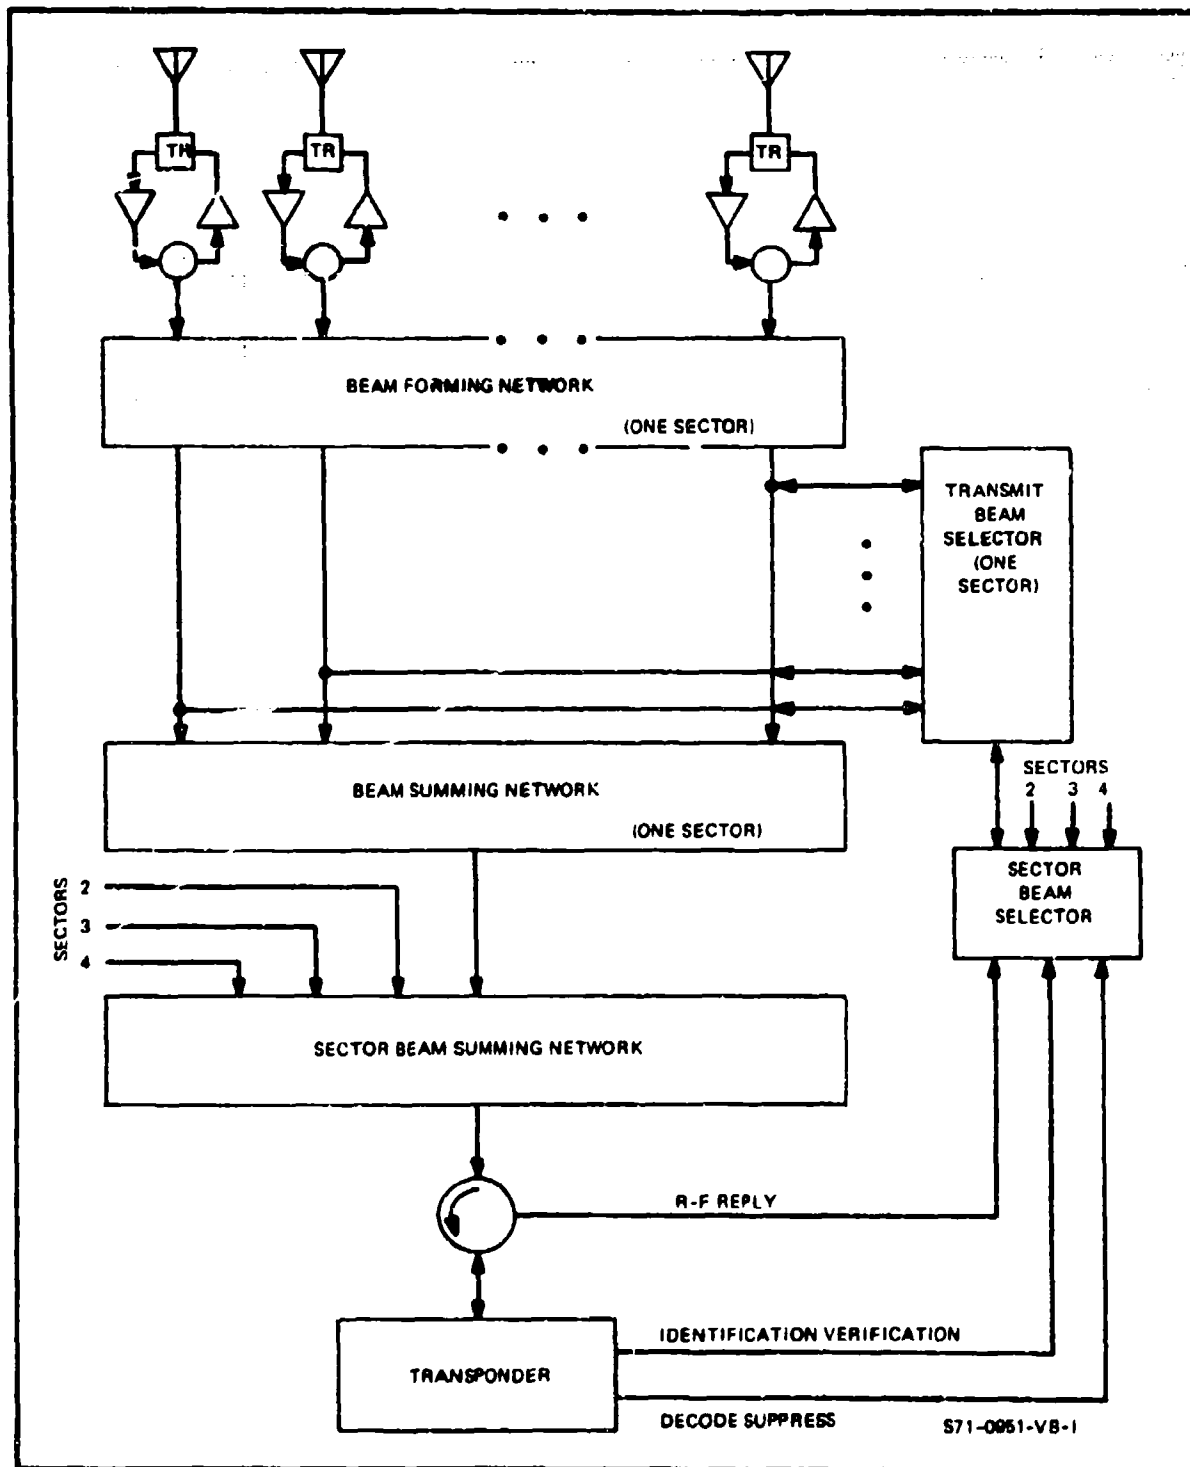 TR TR TR
BEAM FORMING NETWORK
(ONE SECTOR)
TRANSMIT
BEAM
SELECTOR
(ONE
SECTOR)
BEAM SUMMING NETWORK
(ONE SECTOR)
SECTORS
2 3 4
SECTOR
BEAM
SELECTOR
SECTORS
2
3
4
SECTOR BEAM SUMMING NETWORK
R-F REPLY
TRANSPONDER
IDENTIFICATION VERIFICATION
DECODE SUPPRESS
S71-0951-VB-1